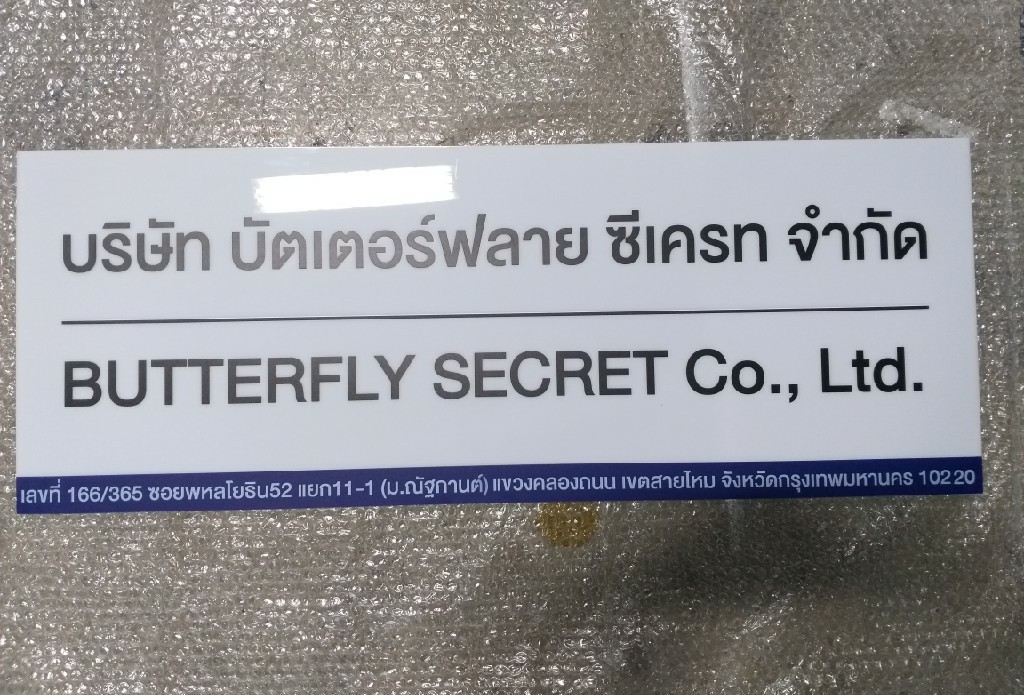 บริษัท บัตเตอร์ฟลาย ซีเครท จำกัด
BUTTERFLY SECRET Co., Ltd.
เลขที่ 166/365 ซอยพหลโยธิน52 แยก11-1 (ม.ณัฐกานต์) แขวงคลองถนน เขตสายไหม จังหวัดกรุงเทพมหานคร 10220